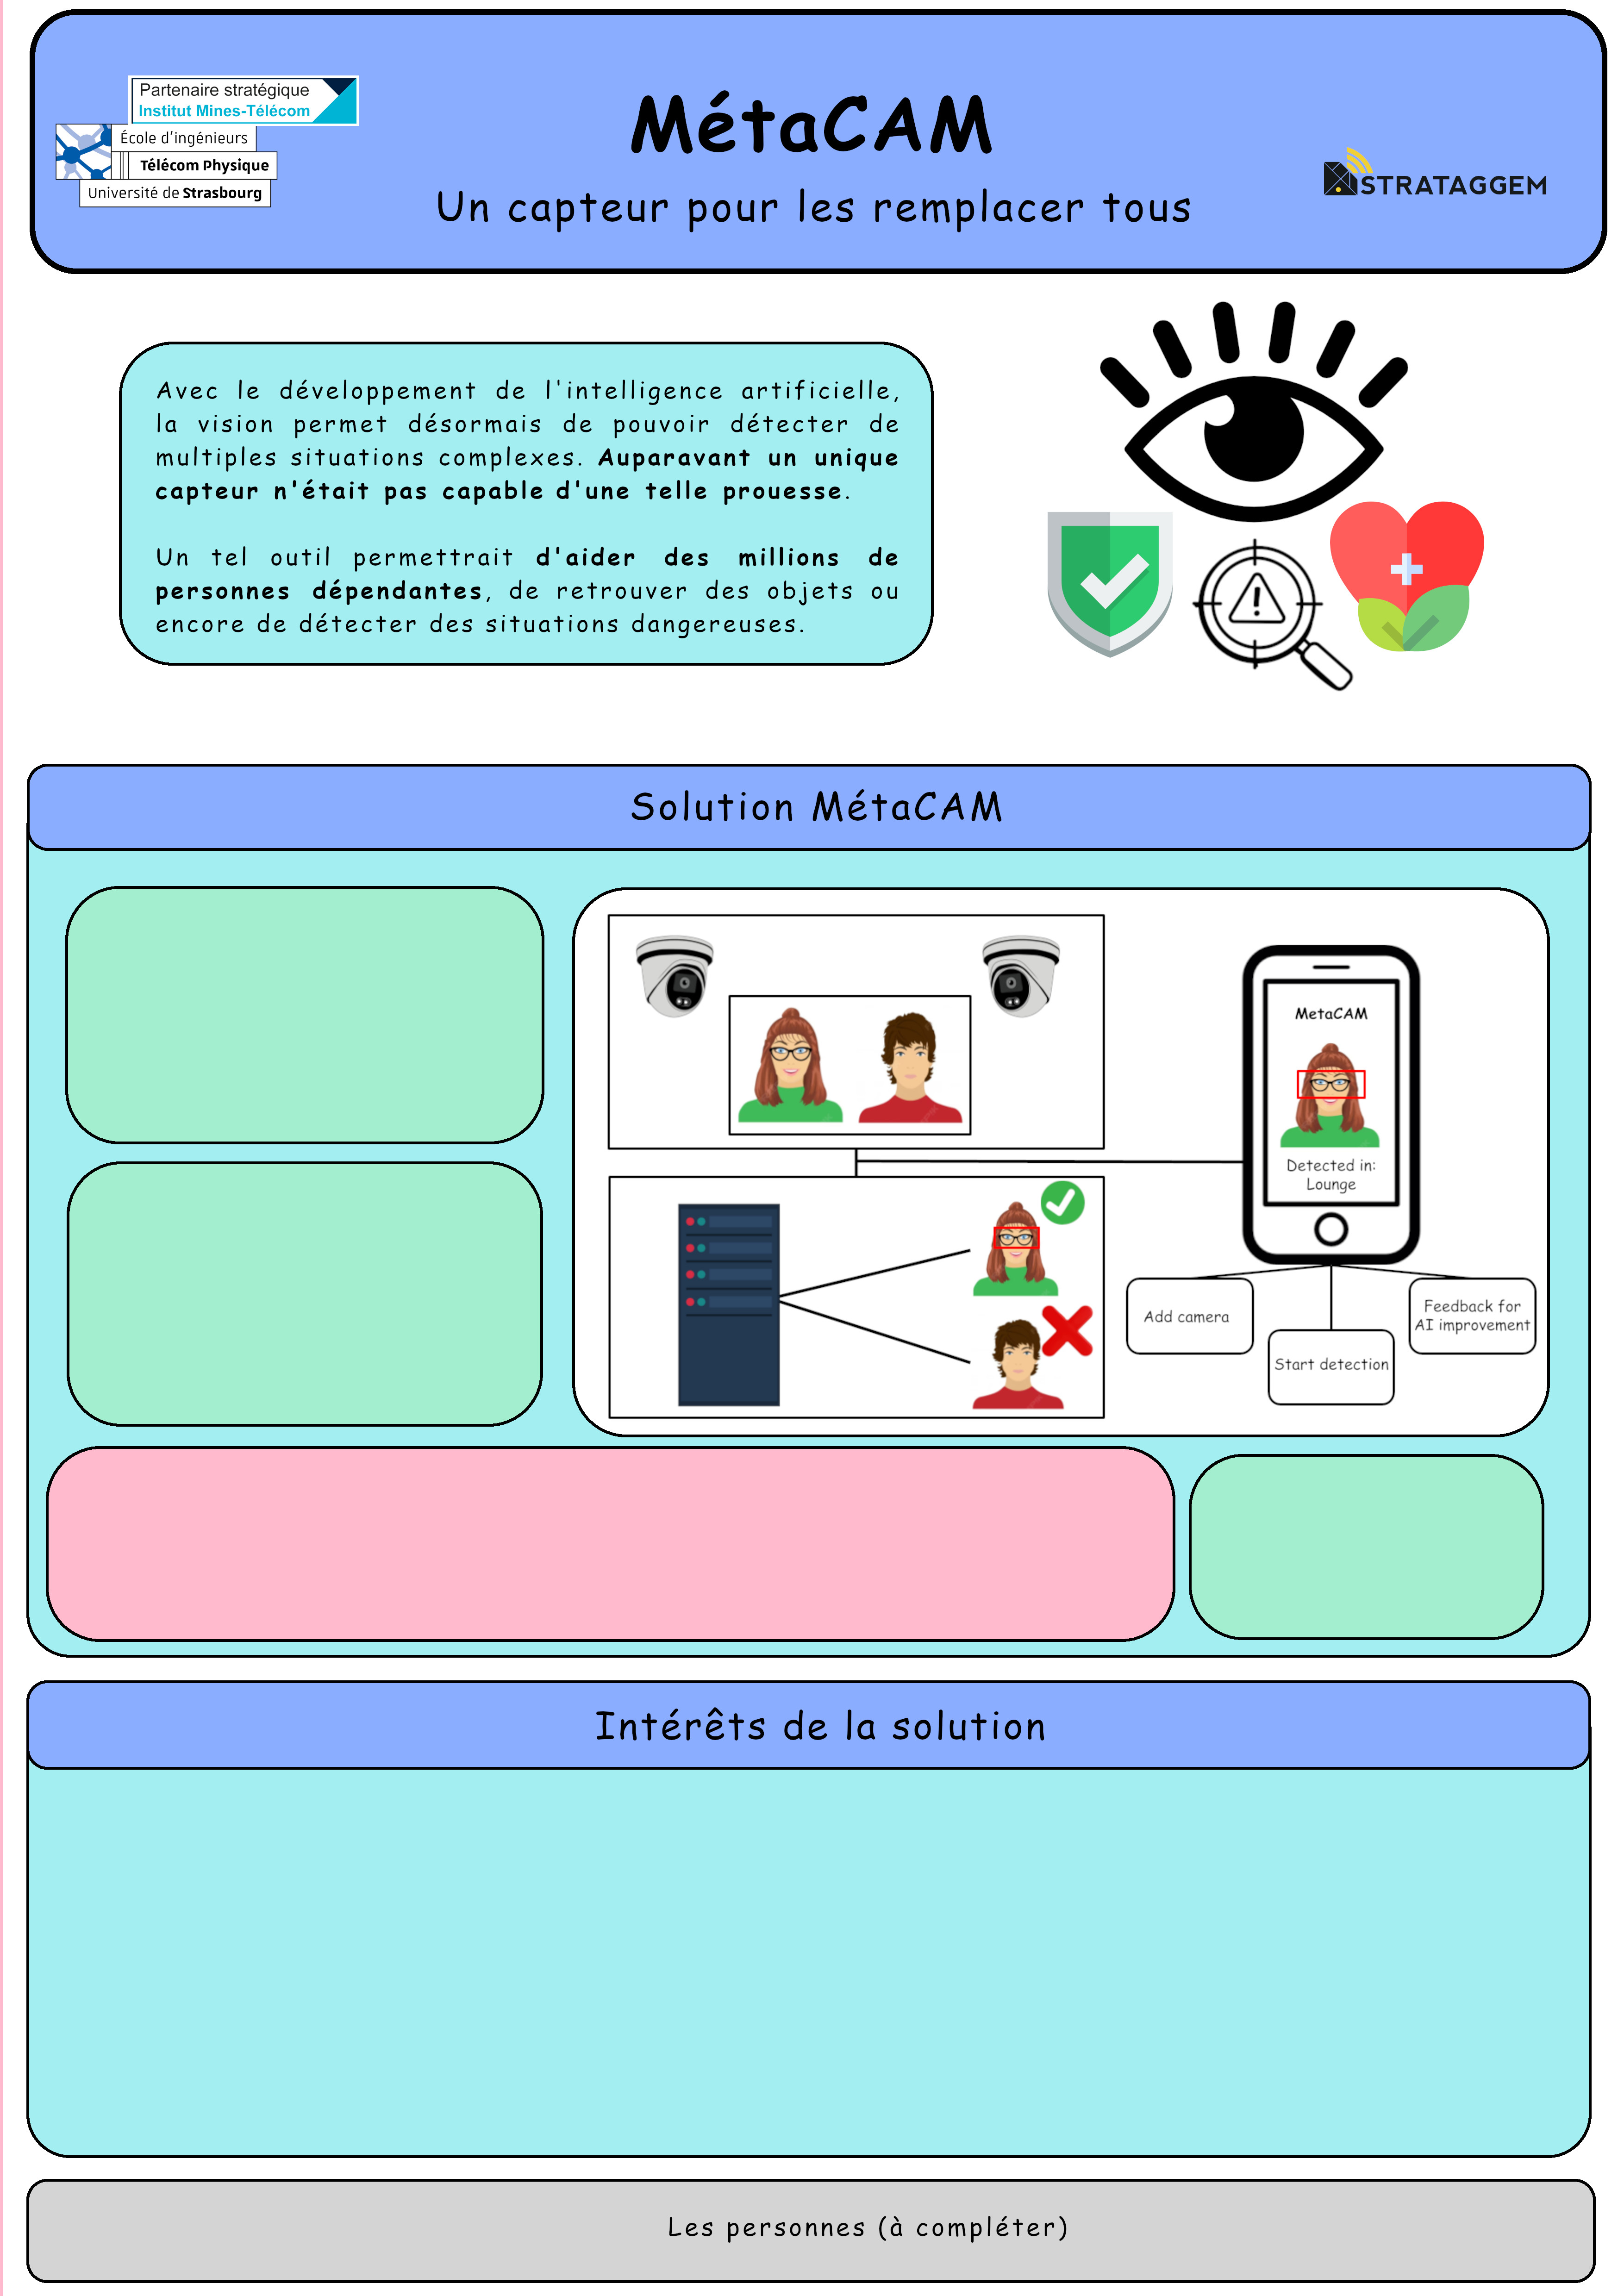 Partenaire stratégique
Institut Mines-Télécom
École d'ingénieurs
Télécom Physique
Université de Strasbourg
MétaCAM
Un capteur pour les remplacer tous
STRATAGGEM
Avec le développement de l'intelligence artificielle,
la vision permet désormais de pouvoir détecter de
multiples situations complexes. Auparavant un unique
capteur n'était pas capable d'une telle prouesse.
Un tel outil permettrait d'aider des millions de
personnes dépendantes, de retrouver des objets ou
encore de détecter des situations dangereuses.
Solution MétaCAM
MetaCAM
Detected in:
Lounge
Add camera
Start detection
Feedback for
AI improvement
Intérêts de la solution
Les personnes (à compléter)